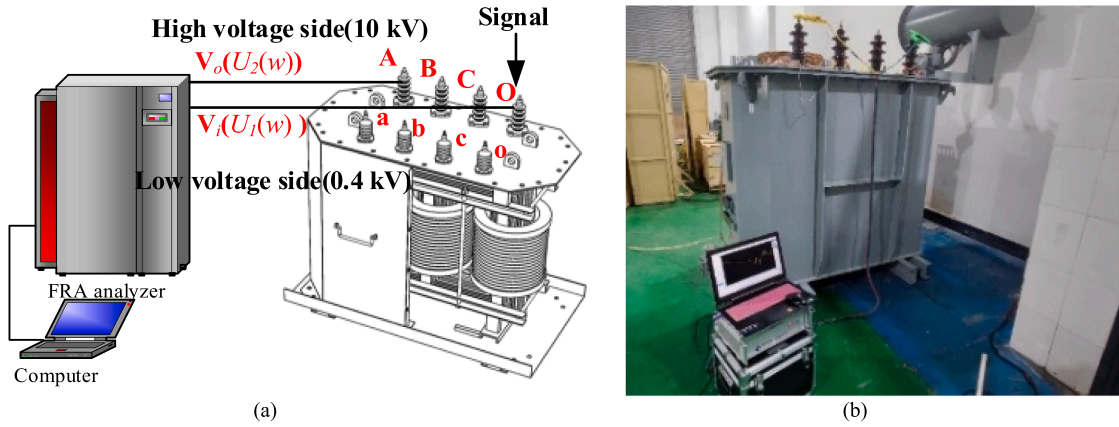 Signal
High voltage side(10 kV)
Vo(U2(w))
A
B
C
O
Vi(U1(w) )
a
b
c
o
Low voltage side(0.4 kV)
FRA analyzer
Computer
(a)
(b)